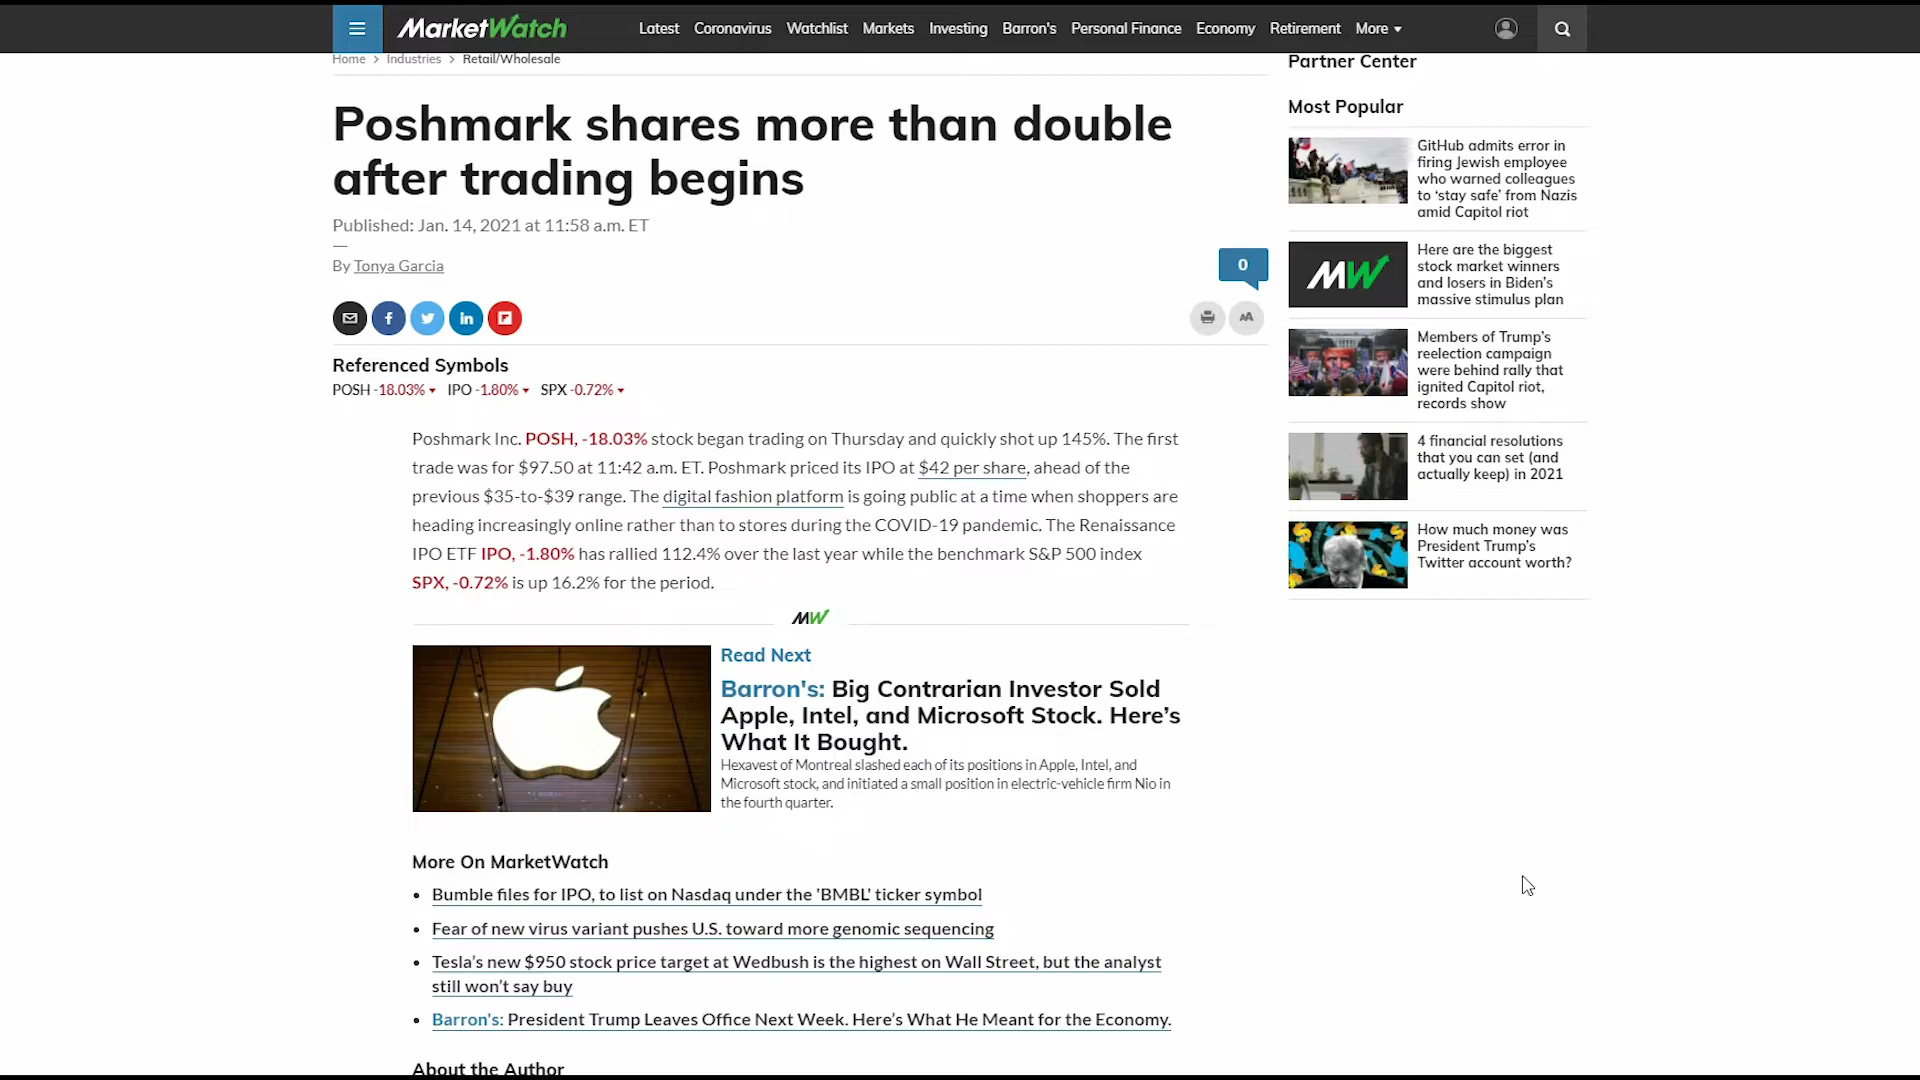 MarketWatch
Latest Coronavirus Watchlist Markets Investing Barron's Personal Finance Economy Retirement More
Home > Industries > Retail/Wholesale
Poshmark shares more than double
after trading begins
Published: Jan. 14, 2021 at 11:58 a.m. ET
By Tonya Garcia
0
f
in
AA
Referenced Symbols
POSH -18.03% IPO -1.80% SPX -0.72%
Poshmark Inc. POSH, -18.03% stock began trading on Thursday and quickly shot up 145%. The first
trade was for $97.50 at 11:42 a.m. ET. Poshmark priced its IPO at $42 per share, ahead of the
previous $35-to-$39 range. The digital fashion platform is going public at a time when shoppers are
heading increasingly online rather than to stores during the COVID-19 pandemic. The Renaissance
IPO ETF IPO, -1.80% has rallied 112.4% over the last year while the benchmark S&P 500 index
SPX, -0.72% is up 16.2% for the period.
MW
Read Next
Barron's: Big Contrarian Investor Sold
Apple, Intel, and Microsoft Stock. Here’s
What It Bought.
Hexavest of Montreal slashed each of its positions in Apple, Intel, and
Microsoft stock, and initiated a small position in electric-vehicle firm Nio in
the fourth quarter.
More On MarketWatch
• Bumble files for IPO, to list on Nasdaq under the 'BMBL' ticker symbol
• Fear of new virus variant pushes U.S. toward more genomic sequencing
• Tesla’s new $950 stock price target at Wedbush is the highest on Wall Street, but the analyst
still won’t say buy
• Barron's: President Trump Leaves Office Next Week. Here’s What He Meant for the Economy.
About the Author
Partner Center
Most Popular
GitHub admits error in
firing Jewish employee
who warned colleagues
to ‘stay safe’ from Nazis
amid Capitol riot
MW
Here are the biggest
stock market winners
and losers in Biden’s
massive stimulus plan
Members of Trump’s
reelection campaign
were behind rally that
ignited Capitol riot,
records show
4 financial resolutions
that you can set (and
actually keep) in 2021
How much money was
President Trump’s
Twitter account worth?